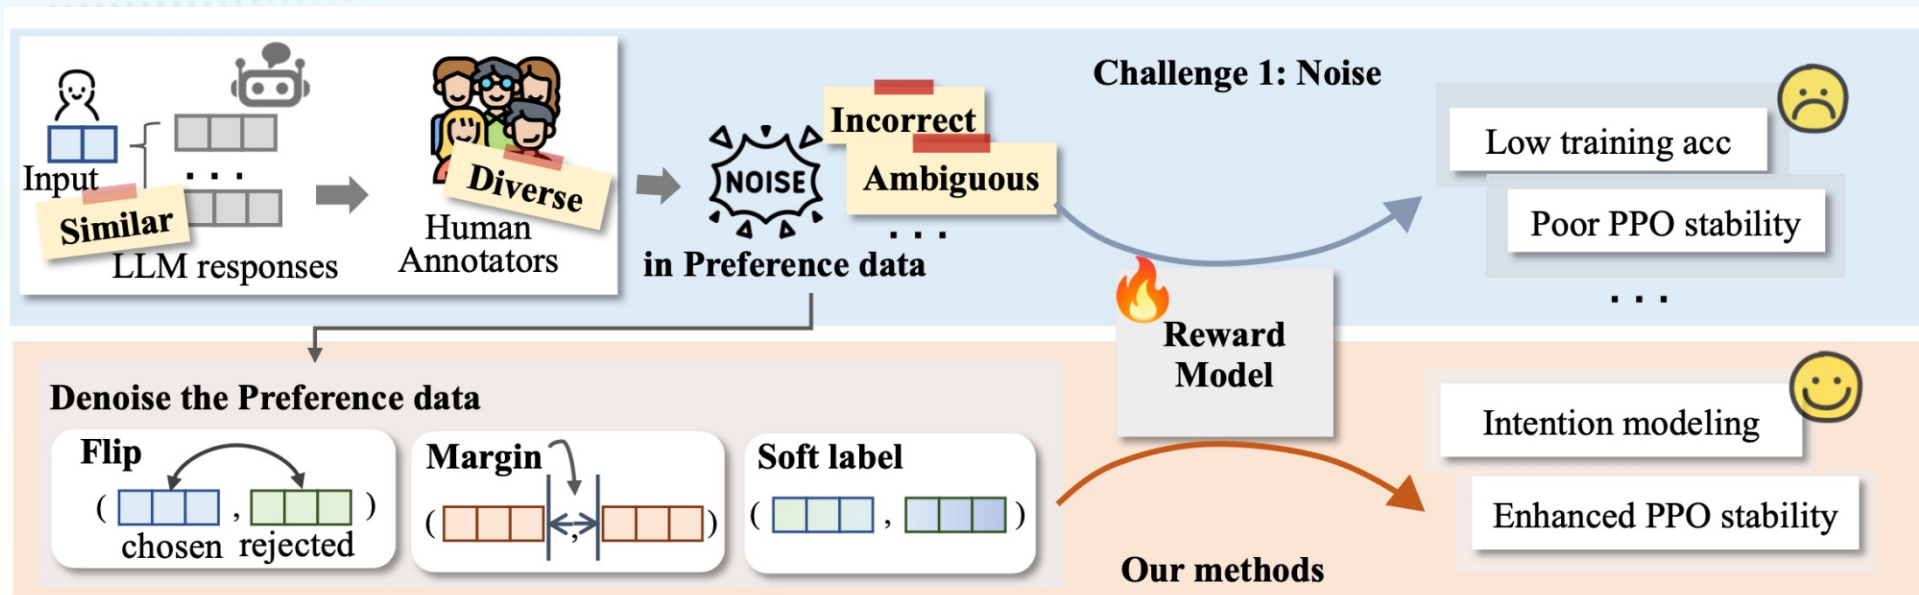 Challenge 1: Noise
Input
Similar
. . .
LLM responses
Diverse
Human
Annotators
NOISE
Incorrect
Ambiguous
. . .
in Preference data
Low training acc
Poor PPO stability
. . .
Reward
Model
Denoise the Preference data
Flip
( , )
chosen rejected
Margin
( , )
Soft label
( , )
Our methods
Intention modeling
Enhanced PPO stability